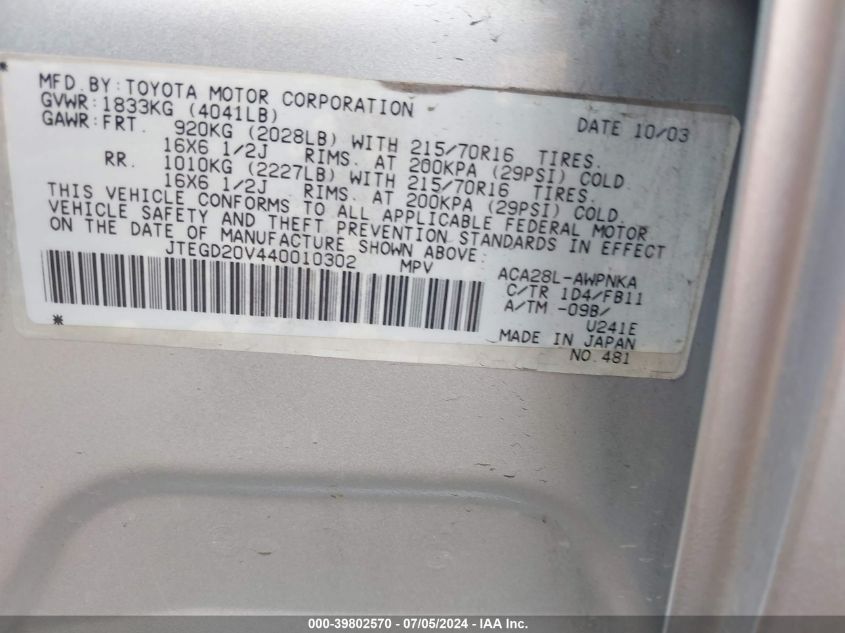 MFD.BY:TOYOTA MOTOR CORPORATION DATE 10/03
GVWR:1833KG (4041LB)
GAWR:FRT. 920KG (2028LB) WITH 215/70R16 TIRES.
16X6 1/2J RIMS. AT 200KPA (29PSI) COLD
RR. 1010KG (2227LB) WITH 215/70R16 TIRES.
16X6 1/2J RIMS. AT 200KPA (29PSI) COLD.
THIS VEHICLE CONFORMS TO ALL APPLICABLE FEDERAL MOTOR
VEHICLE SAFETY AND THEFT PREVENTION STANDARDS IN EFFECT
ON THE DATE OF MANUFACTURE SHOWN ABOVE:
JTEGD20V440010302 MPV
ACA28L-AWPNKA
C/TR 1D4/FB11
A/TM -09B/
U241E
MADE IN JAPAN
NO.481
000-39802570 - 07/05/2024 - IAA Inc.